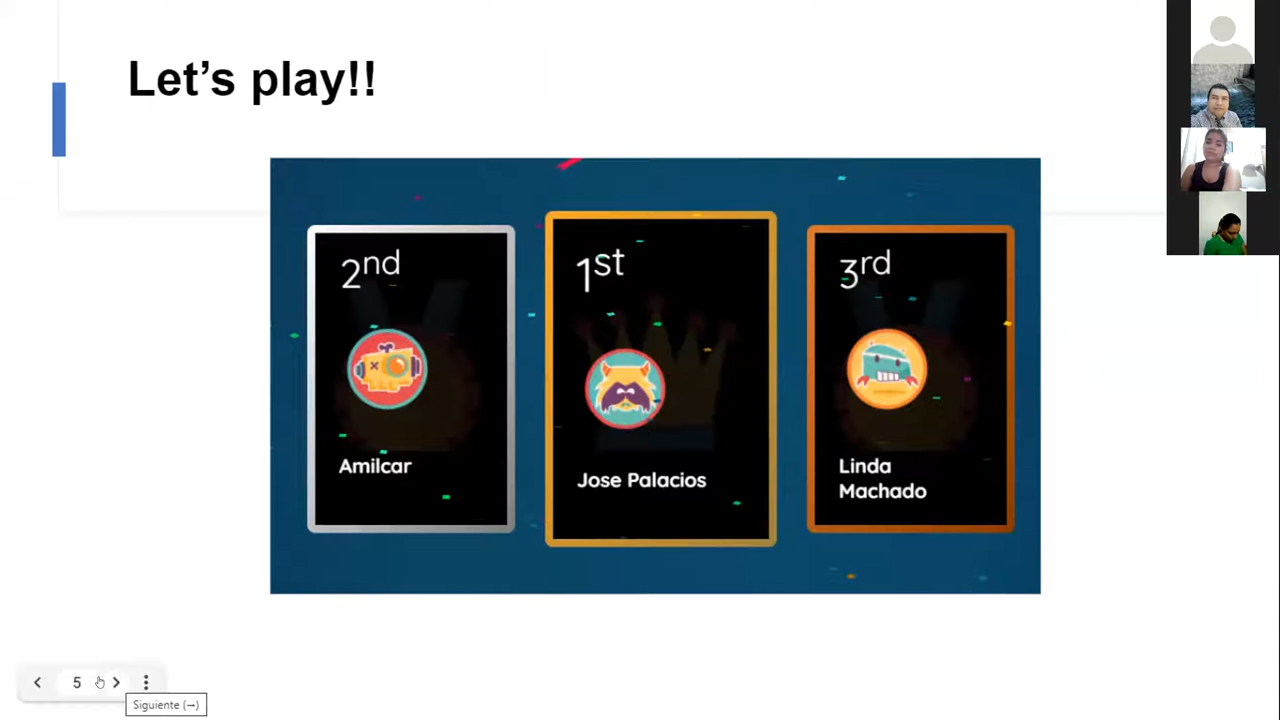 Let’s play!!
2nd
Amilcar
1st
Jose Palacios
3rd
Linda
Machado
5
Siguiente (→)